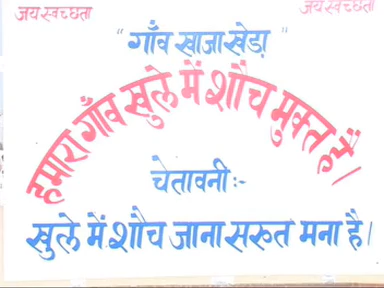 जय स्वच्छता जय स्वच्छता
"गाँव खाजाखेड़ा"
हमारा गाँव खुले में शौच मुक्त है।
चेतावनी :-
खुले में शौच जाना सख्त मना है।